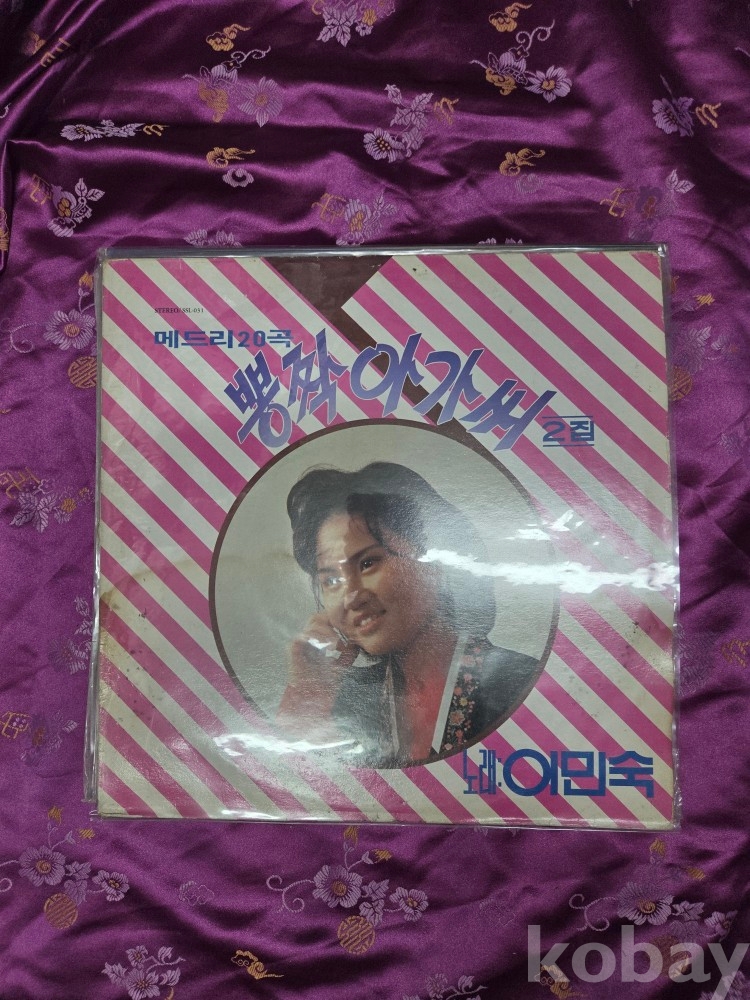 STEREO: SSL-031
메드리20곡
뽕짝 아가씨
2집
노래: 이민숙
kobay